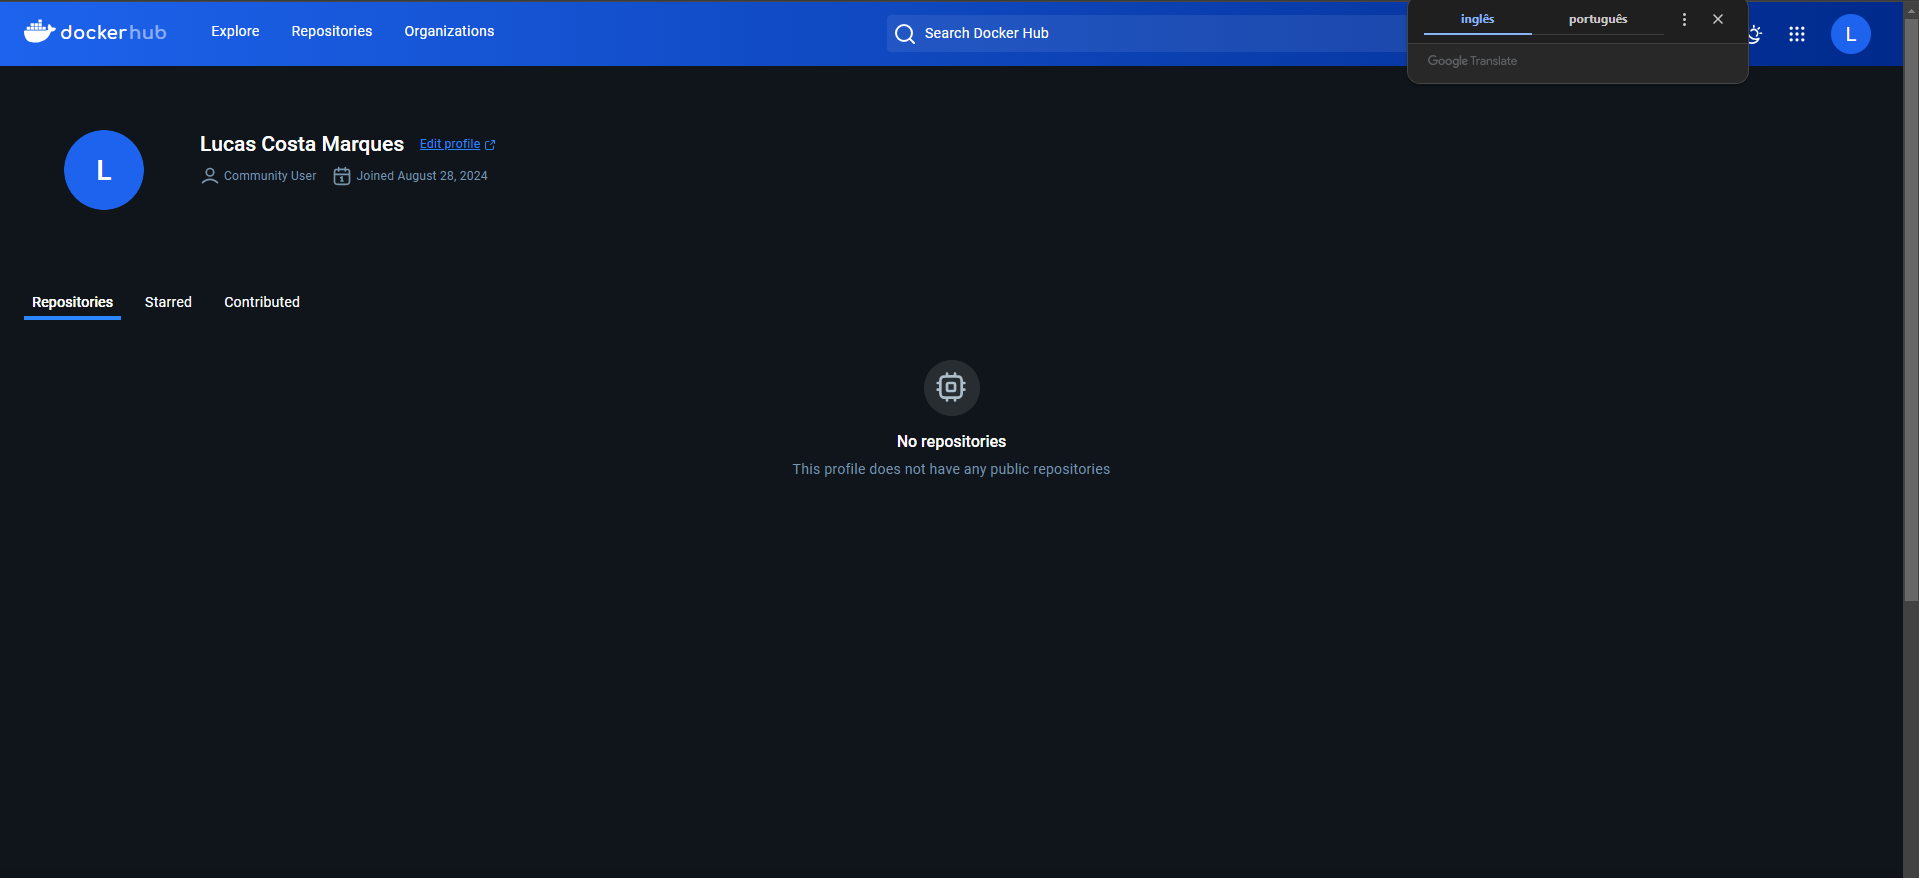 dockerhub
Explore
Repositories
Organizations
Search Docker Hub
inglês
português
Google Translate
L
L
Lucas Costa Marques
Edit profile
Community User
Joined August 28, 2024
Repositories
Starred
Contributed
No repositories
This profile does not have any public repositories